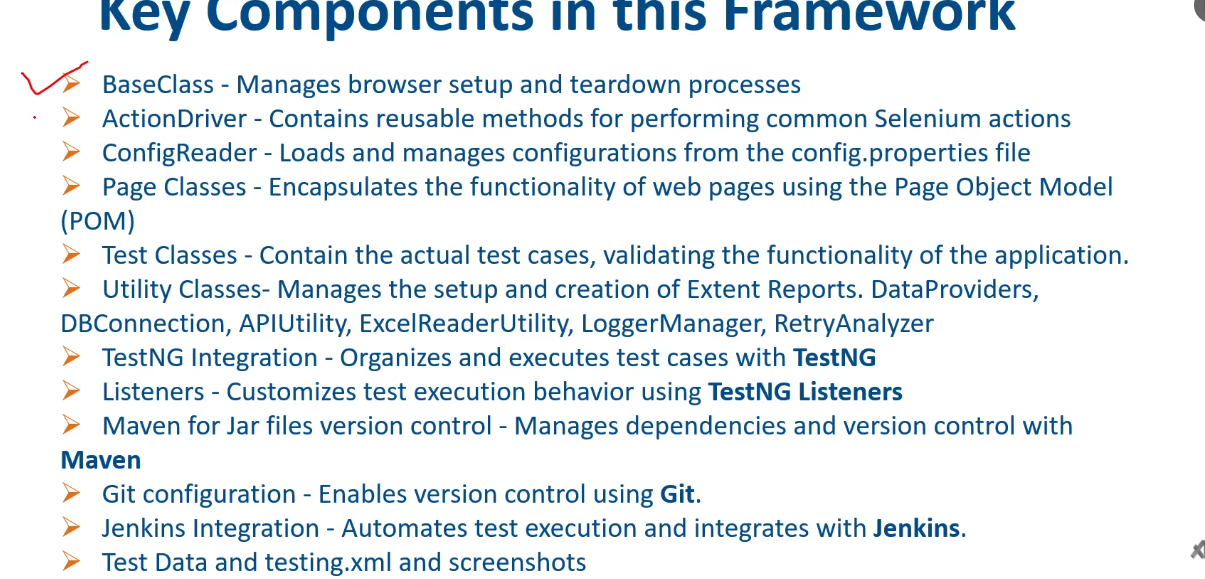 Key Components in this Framework
BaseClass - Manages browser setup and teardown processes
ActionDriver - Contains reusable methods for performing common Selenium actions
ConfigReader - Loads and manages configurations from the config.properties file
Page Classes - Encapsulates the functionality of web pages using the Page Object Model
(POM)
Test Classes - Contain the actual test cases, validating the functionality of the application.
Utility Classes- Manages the setup and creation of Extent Reports. DataProviders,
DBConnection, APIUtility, ExcelReaderUtility, LoggerManager, RetryAnalyzer
TestNG Integration - Organizes and executes test cases with TestNG
Listeners - Customizes test execution behavior using TestNG Listeners
Maven for Jar files version control - Manages dependencies and version control with
Maven
Git configuration - Enables version control using Git.
Jenkins Integration - Automates test execution and integrates with Jenkins.
Test Data and testing.xml and screenshots